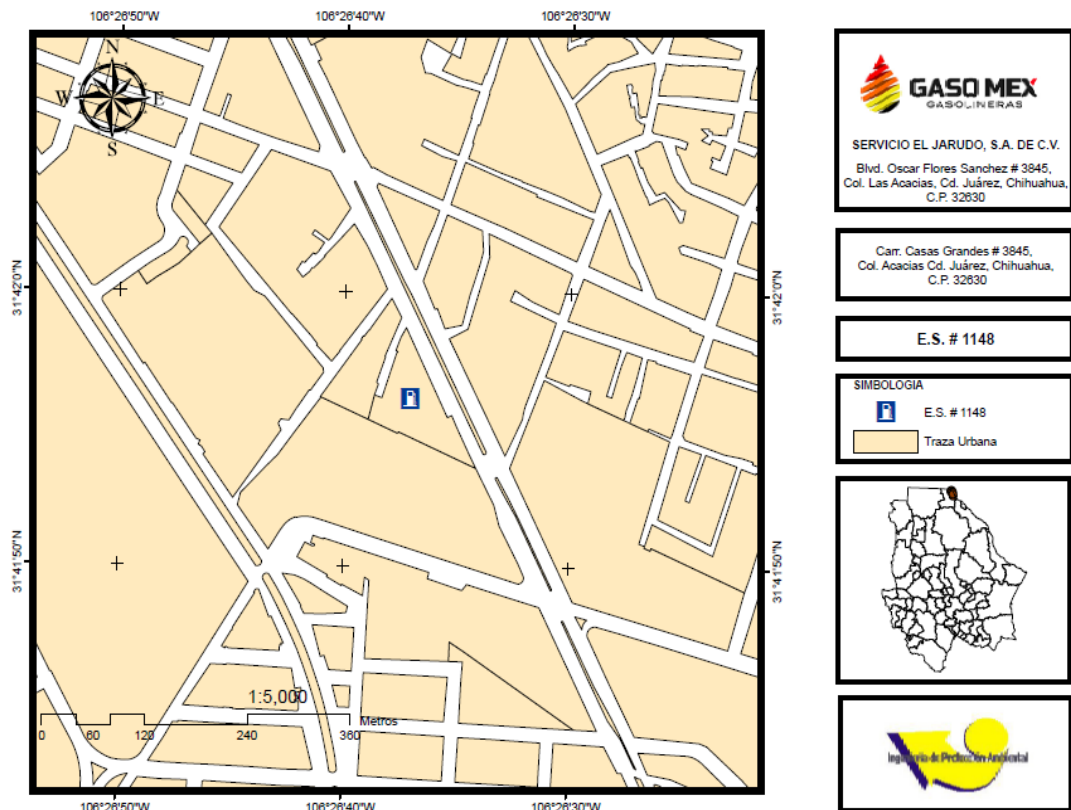 106°26'50"W 106°26'40"W 106°26'30"W
N
W E
S
31°42'0"N 31°42'0"N
31°41'50"N 31°41'50"N
1:5,000
Metros
0 60 120 240 360
106°26'50"W 106°26'40"W 106°26'30"W
GASO MEX
GASOLINERAS
SERVICIO EL JARUDO, S.A. DE C.V.
Blvd. Oscar Flores Sanchez # 3845,
Col. Las Acacias, Cd. Juárez, Chihuahua,
C.P. 32630
Carr. Casas Grandes # 3845,
Col. Acacias Cd. Juárez, Chihuahua,
C.P. 32630
E.S. # 1148
SIMBOLOGIA
E.S. # 1148
Traza Urbana
Ingeniería de Protección Ambiental